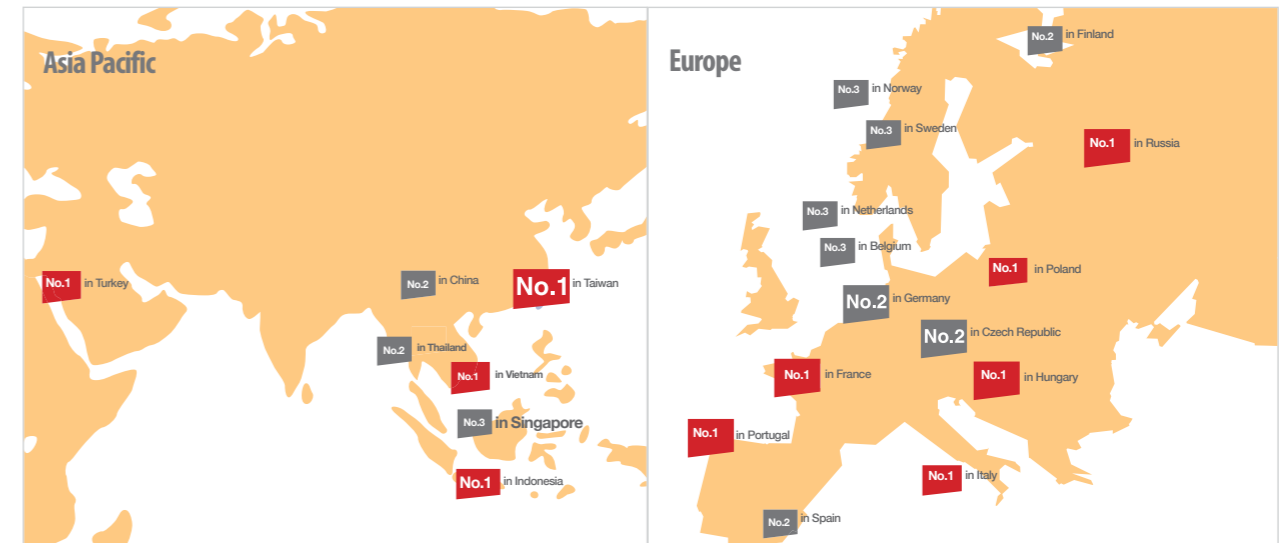 Asia Pacific
No.1 in Turkey
No.2 in China
No.1 in Taiwan
No.2 in Thailand
No.1 in Vietnam
No.3 in Singapore
No.1 in Indonesia
Europe
No.2 in Finland
No.3 in Norway
No.3 in Sweden
No.1 in Russia
No.3 in Netherlands
No.3 in Belgium
No.1 in Poland
No.2 in Germany
No.2 in Czech Republic
No.1 in France
No.1 in Hungary
No.1 in Portugal
No.1 in Italy
No.2 in Spain